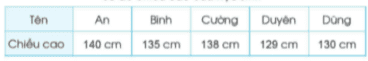 Tên An Bình Cường Duyên Dũng
Chiều cao 140 cm 135 cm 138 cm 129 cm 130 cm